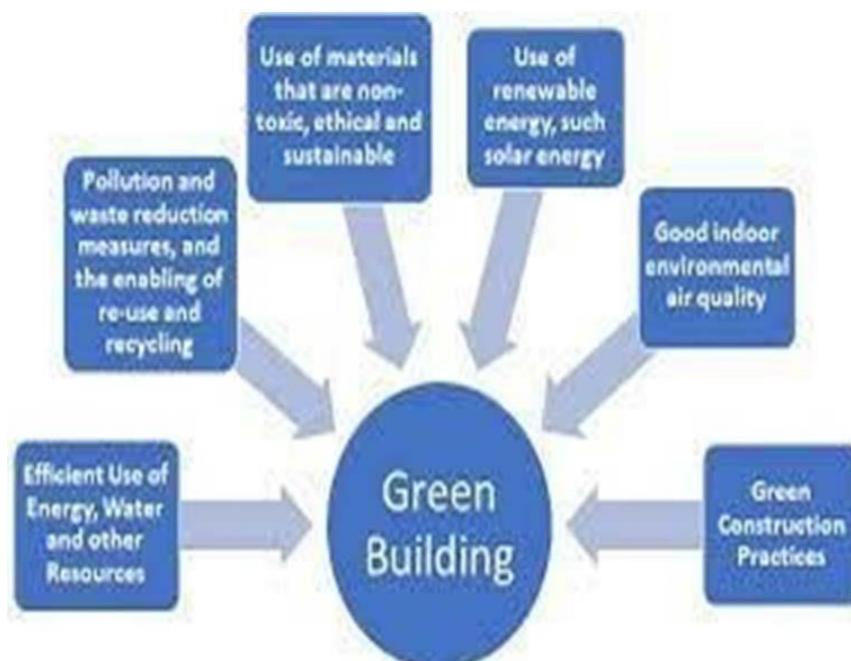 Use of materials
that are non-
toxic, ethical and
sustainable
Use of
renewable
energy, such
solar energy
Pollution and
waste reduction
measures, and
the enabling of
re-use and
recycling
Good indoor
environmental
air quality
Efficient Use of
Energy, Water
and other
Resources
Green
Building
Green
Construction
Practices